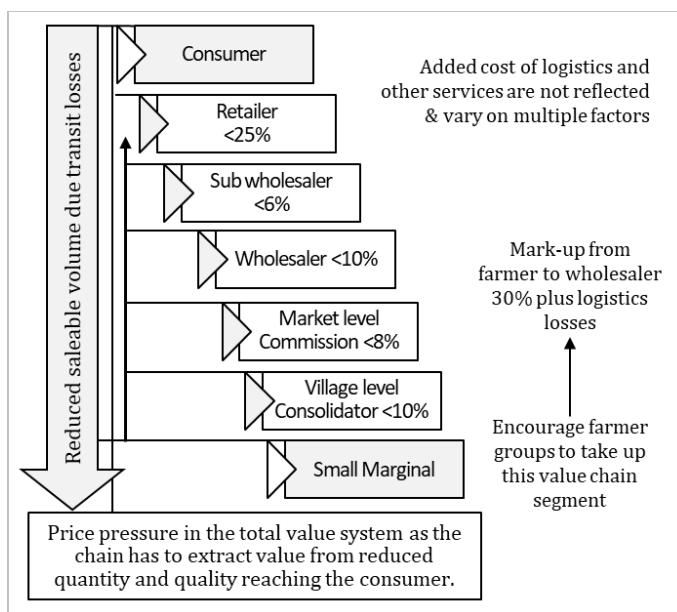 Reduced saleable volume due transit losses
Consumer
Added cost of logistics and
other services are not reflected
& vary on multiple factors
Retailer
<25%
Sub wholesaler
<6%
Wholesaler <10%
Mark-up from
farmer to wholesaler
30% plus logistics
losses
Market level
Commission <8%
Village level
Consolidator <10%
Encourage farmer
groups to take up
this value chain
segment
Small Marginal
Price pressure in the total value system as the
chain has to extract value from reduced
quantity and quality reaching the consumer.